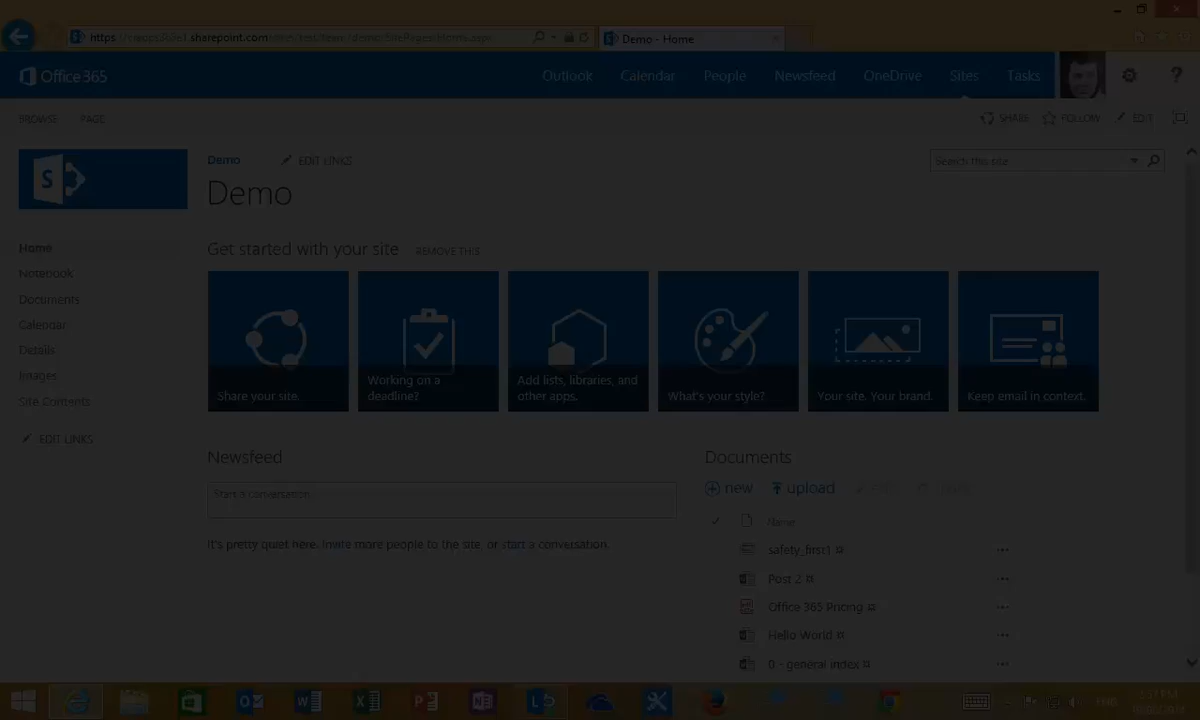 Demo - Home
Office 365
Outlook Calendar People Newsfeed OneDrive Sites Tasks
BROWSE PAGE
SHARE FOLLOW EDIT
Demo EDIT LINKS
Search this site
Demo
Home
Notebook
Documents
Calendar
Details
Images
Site Contents
EDIT LINKS
Get started with your site REMOVE THIS
Share your site.
Working on a
deadline?
Add lists, libraries, and
other apps.
What's your style?
Your site. Your brand.
Keep email in context.
Newsfeed
Start a conversation
It's pretty quiet here. Invite more people to the site, or start a conversation.
Documents
new upload
Name
safety_first1
Post 2
Office 365 Pricing
Hello World
0 - general index